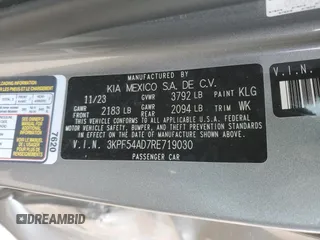 MANUFACTURED BY
KIA MEXICO S.A. DE C.V.
11/23 GVWR 3792 LB PAINT KLG
GAWR FRONT 2183 LB GAWR REAR 2094 LB TRIM WK
THIS VEHICLE CONFORMS TO ALL APPLICABLE U.S.
FEDERAL MOTOR VEHICLE SAFETY, BUMPER, AND THEFT
PREVENTION STANDARDS IN EFFECT ON THE DATE OF
MANUFACTURE SHOWN ABOVE.
V.I.N. 3KPF54AD7RE719030
PASSENGER CAR
7620
V.I.N.
DREAMBID